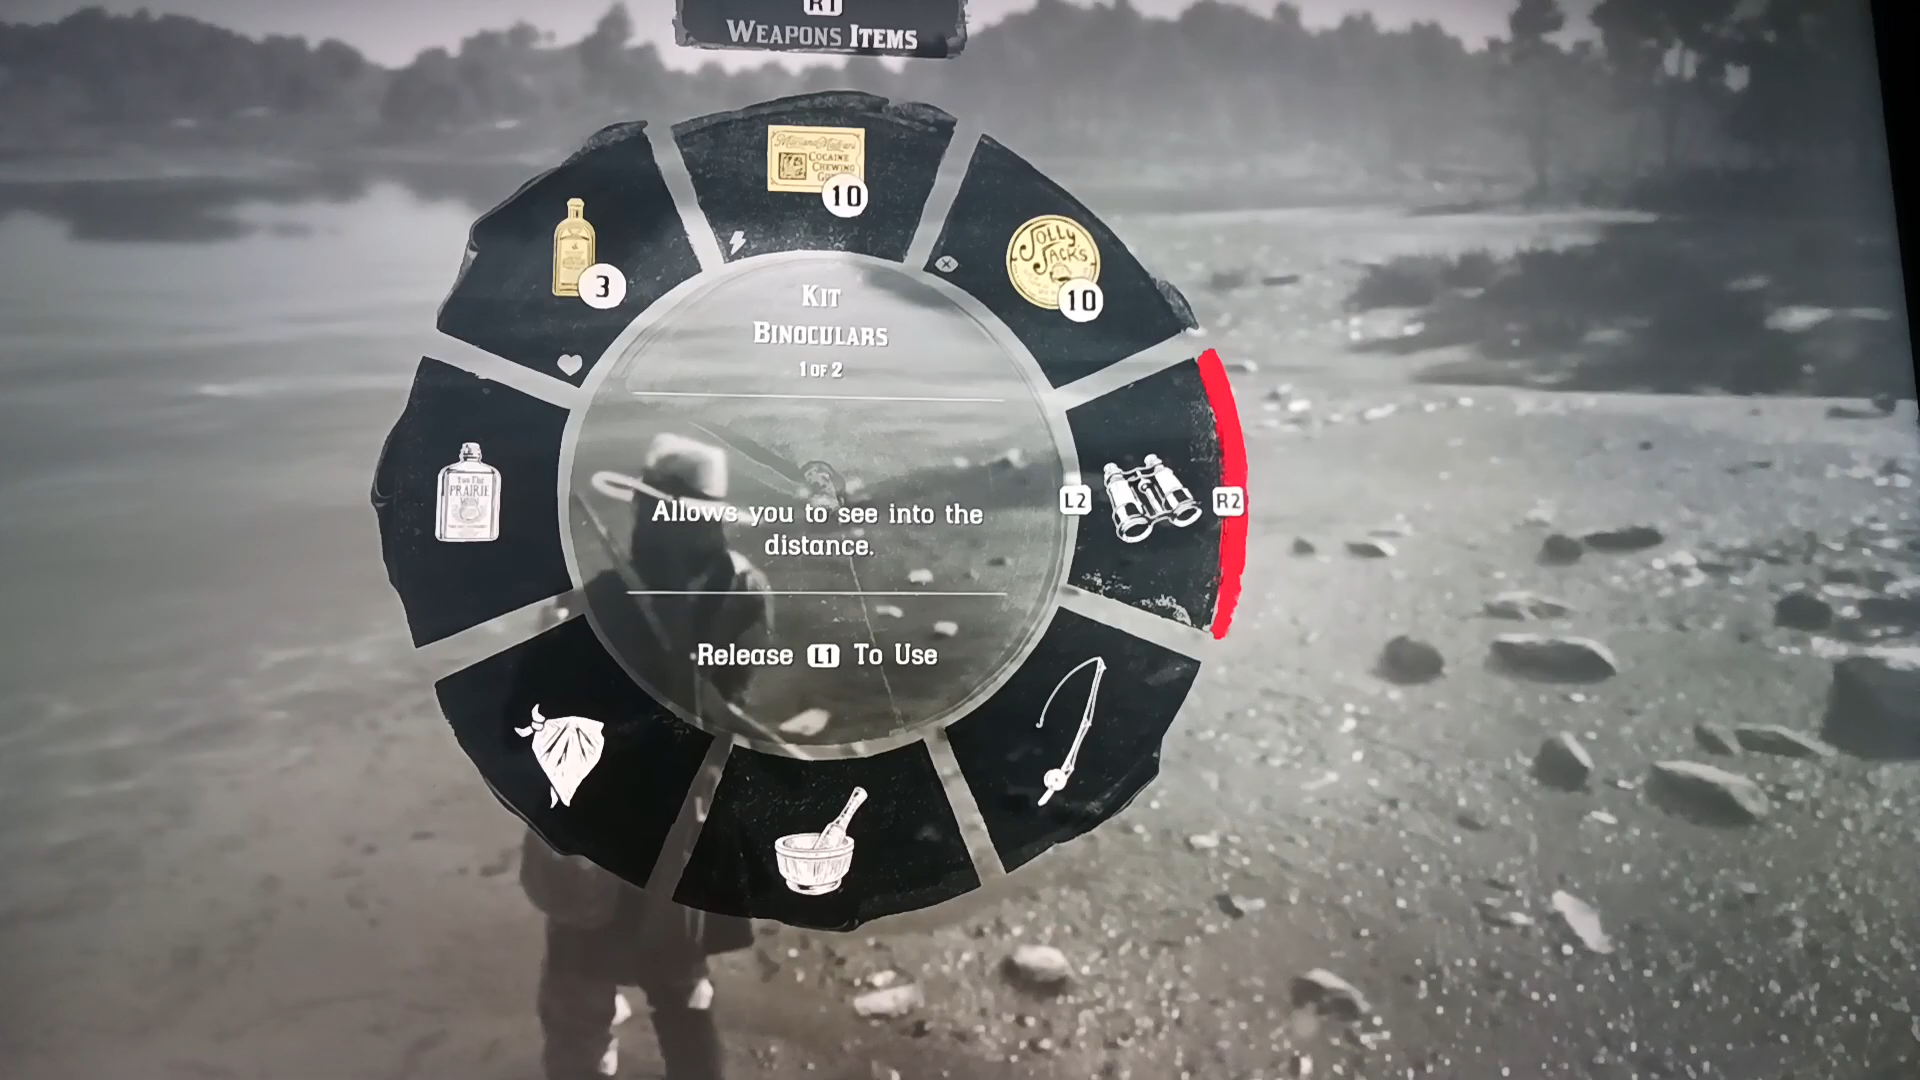 R1
WEAPONS ITEMS
COCAINE
CHEWING
10
JOLLY
JACKS
10
3
KIT
BINOCULARS
1 OF 2
PRAIRIE
L2
R2
Allows you to see into the
distance.
Release L1 To Use